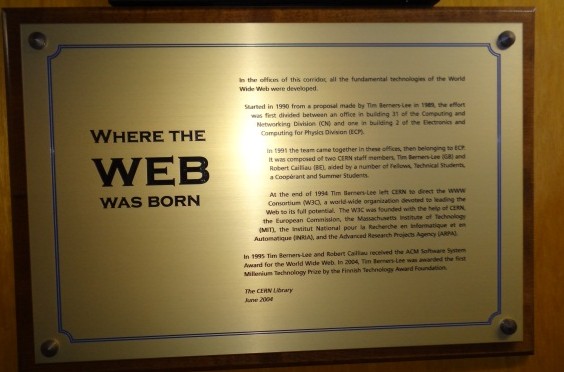 WHERE THE
WEB
WAS BORN
In the offices of this corridor, all the fundamental technologies of the World
Wide Web were developed.
Started in 1990 from a proposal made by Tim Berners-Lee in 1989, the effort
was first divided between an office in building 31 of the Computing and
Networking Division (CN) and one in building 2 of the Electronics and
Computing for Physics Division (ECP).
In 1991 the team came together in these offices, then belonging to ECP.
It was composed of two CERN staff members, Tim Berners-Lee (GB) and
Robert Cailliau (BE), aided by a number of Fellows, Technical Students,
a Coopérant and Summer Students.
At the end of 1994 Tim Berners-Lee left CERN to direct the WWW
Consortium (W3C), a world-wide organization devoted to leading the
Web to its full potential. The W3C was founded with the help of CERN,
the European Commission, the Massachusetts Institute of Technology
(MIT), the Institut National pour la Recherche en Informatique et en
Automatique (INRIA), and the Advanced Research Projects Agency (ARPA).
In 1995 Tim Berners-Lee and Robert Cailliau received the ACM Software System
Award for the World Wide Web. In 2004, Tim Berners-Lee was awarded the first
Millenium Technology Prize by the Finnish Technology Award Foundation.
The CERN Library
June 2004